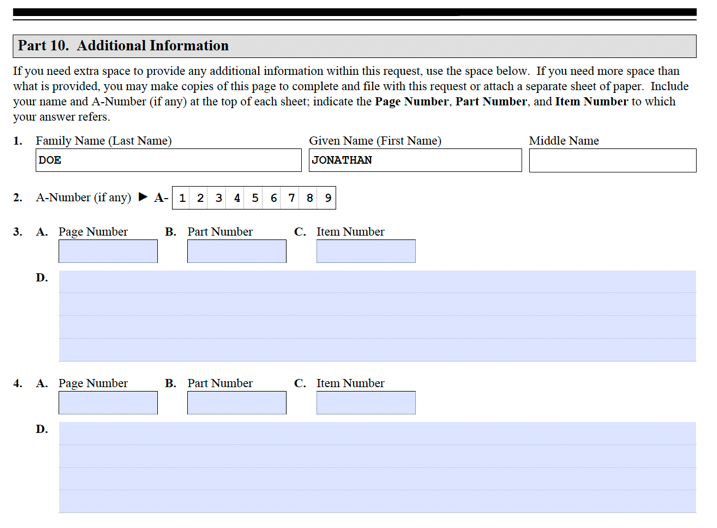 Part 10. Additional Information
If you need extra space to provide any additional information within this request, use the space below. If you need more space than
what is provided, you may make copies of this page to complete and file with this request or attach a separate sheet of paper. Include
your name and A-Number (if any) at the top of each sheet; indicate the Page Number, Part Number, and Item Number to which
your answer refers.
1. Family Name (Last Name) Given Name (First Name) Middle Name
DOE JONATHAN
2. A-Number (if any) ► A- 1 2 3 4 5 6 7 8 9
3. A. Page Number B. Part Number C. Item Number
D.
4. A. Page Number B. Part Number C. Item Number
D.